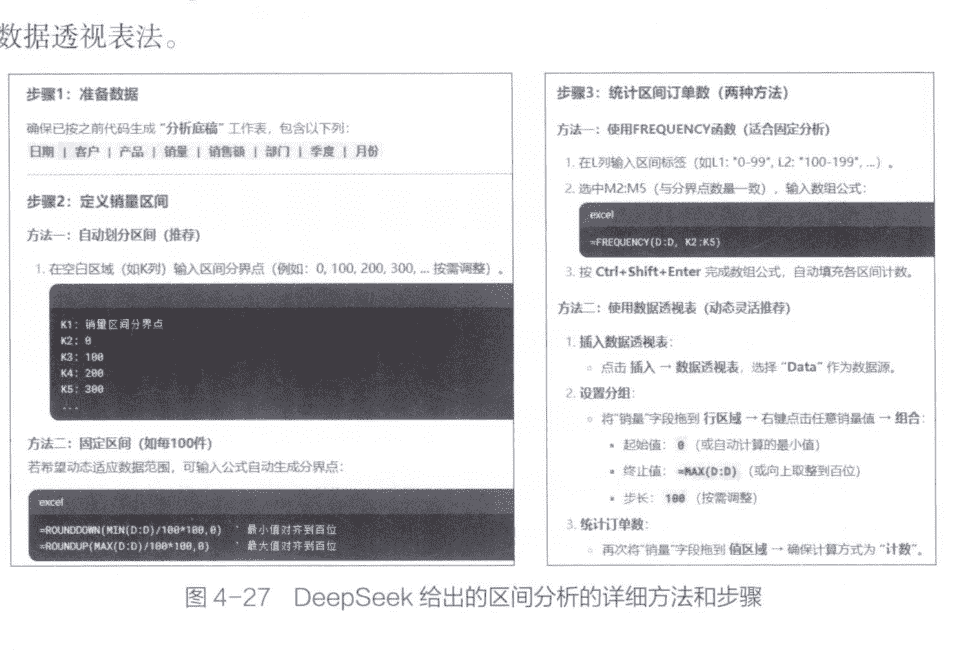 数据透视表法。
步骤1：准备数据
确保已按之前代码生成 "分析底稿" 工作表，包含以下列：
日期 | 客户 | 产品 | 销量 | 销售额 | 部门 | 季度 | 月份
步骤2：定义销量区间
方法一：自动划分区间（推荐）
1. 在空白区域（如K列）输入区间分界点（例如：0, 100, 200, 300, ... 按需调整）。
K1: 销量区间分界点
K2: 0
K3: 100
K4: 200
K5: 300
...
方法二：固定区间（如每100件）
若希望动态适应数据范围，可输入公式自动生成分界点：
excel
=ROUNDDOWN(MIN(D:D)/100*100,0) ` 最小值对齐到百位
=ROUNDUP(MAX(D:D)/100*100,0) ` 最大值对齐到百位
步骤3：统计区间订单数（两种方法）
方法一：使用FREQUENCY函数（适合固定分析）
1. 在L列输入区间标签（如L1: "0-99", L2: "100-199", ...）。
2. 选中M2:M5（与分界点数量一致），输入数组公式：
excel
=FREQUENCY(D:D, K2:K5)
3. 按 Ctrl+Shift+Enter 完成数组公式，自动填充各区间计数。
方法二：使用数据透视表（动态灵活推荐）
1. 插入数据透视表：
○ 点击 插入 → 数据透视表，选择 "Data" 作为数据源。
2. 设置分组：
○ 将"销量"字段拖到 行区域 → 右键点击任意销量值 → 组合：
▪ 起始值： 0 （或自动计算的最小值）
▪ 终止值： =MAX(D:D) （或向上取整到百位）
▪ 步长： 100 （按需调整）
3. 统计订单数：
○ 再次将"销量"字段拖到 值区域 → 确保计算方式为 "计数"。
图 4-27 DeepSeek 给出的区间分析的详细方法和步骤